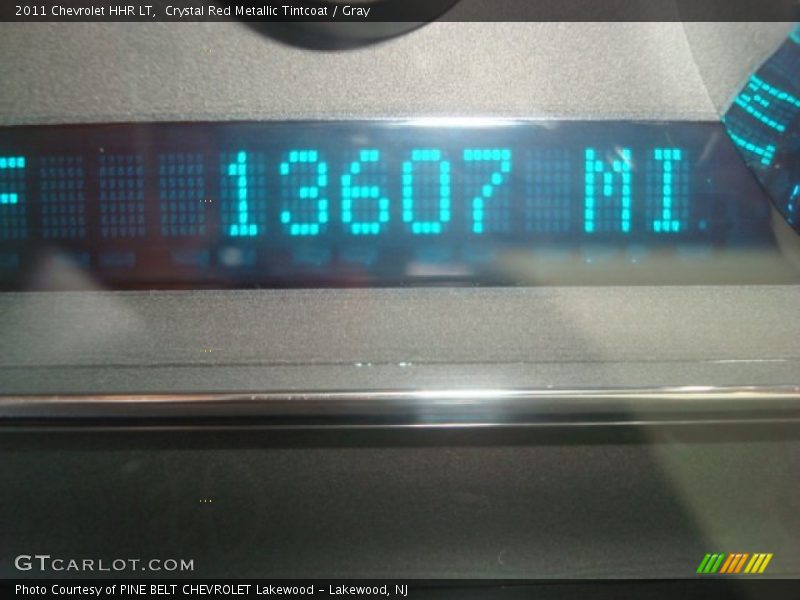 2011 Chevrolet HHR LT,  Crystal Red Metallic Tintcoat / Gray
13607 MI
GTCARLOT.COM
Photo Courtesy of PINE BELT CHEVROLET Lakewood - Lakewood, NJ